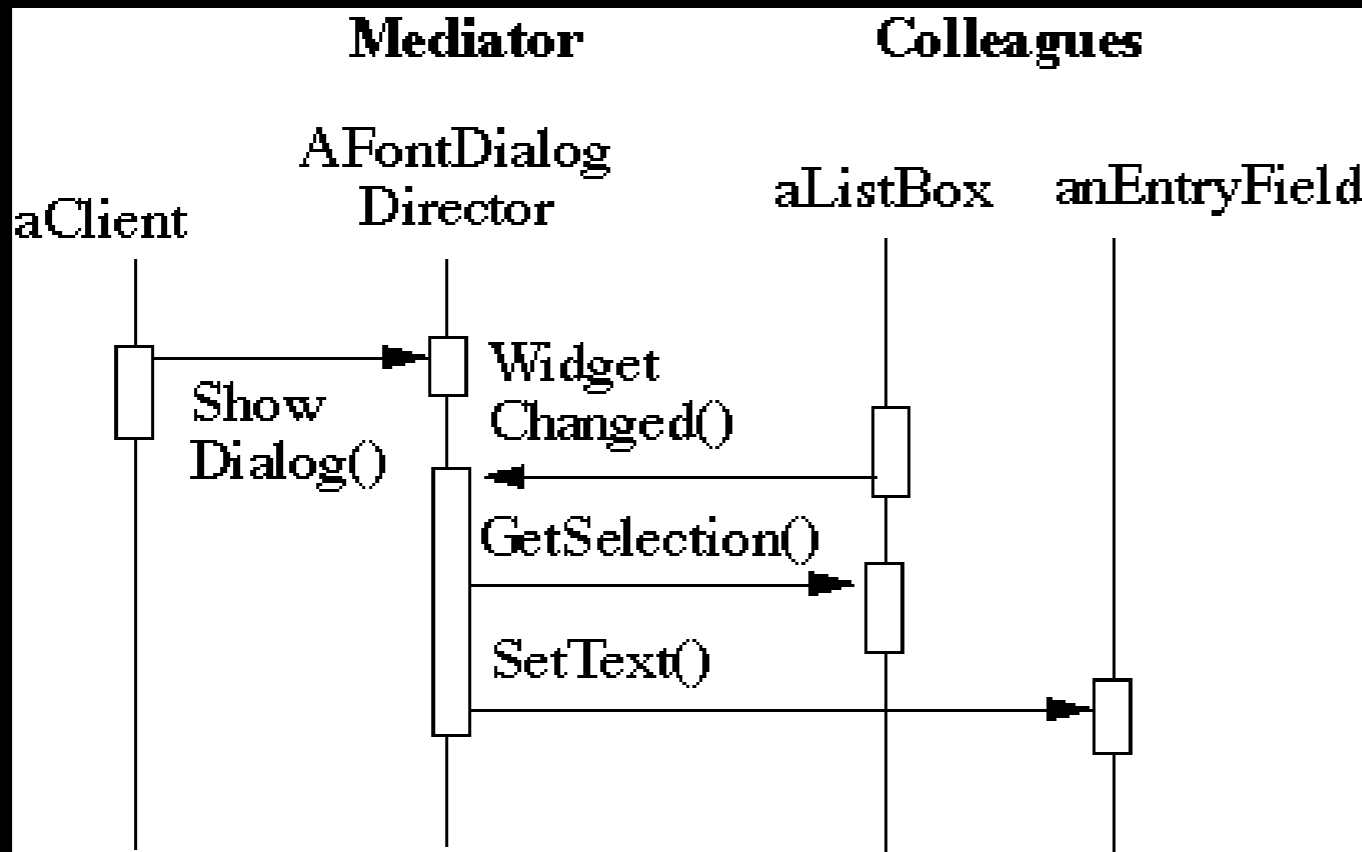 Mediator
Colleagues
aClient
AFontDialog
Director
aListBox
anEntryField
Show
Dialog()
Widget
Changed()
GetSelection()
SetText()